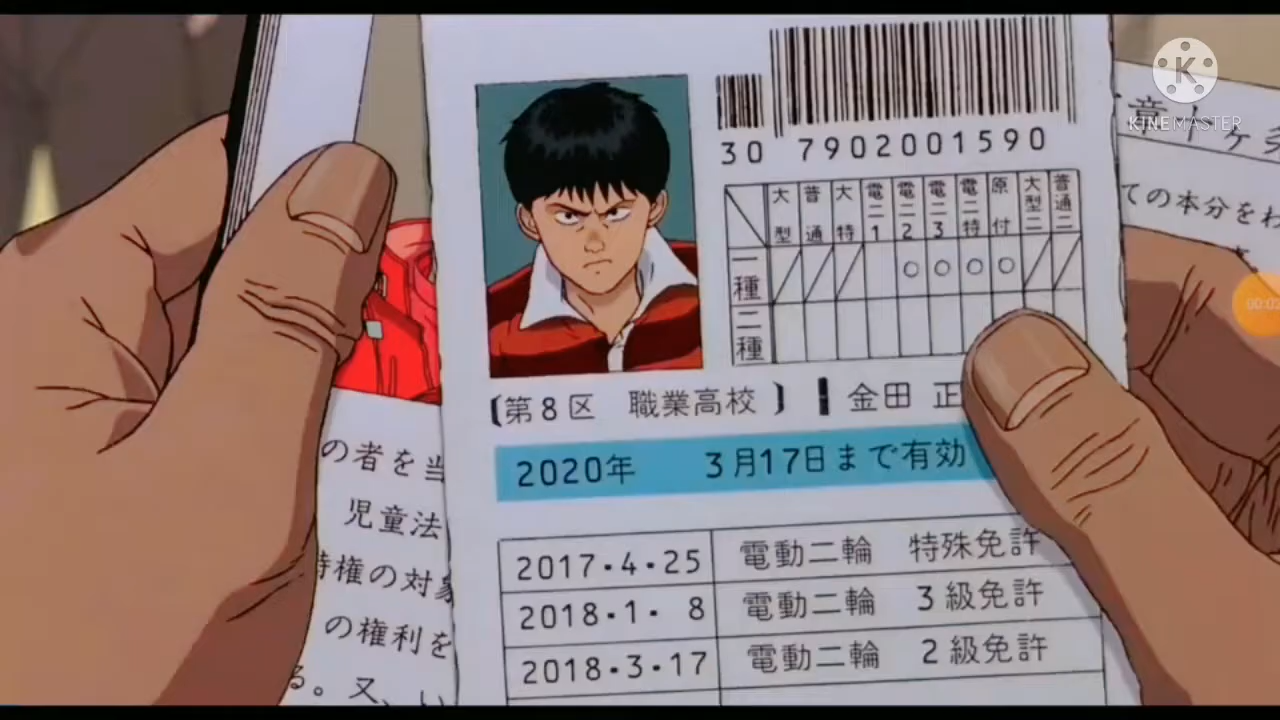 30 7902001590
大型 普通 大特 電二1 電二2 電二3 電二特 原付 大型二 普通二
一種
二種
〔第8区 職業高校 〕 金田 正
2020年 3月17日まで有効
2017・4・25 電動二輪 特殊免許
2018・1・ 8 電動二輪 3級免許
2018・3・17 電動二輪 2級免許
の者を当
児童法
権の対象
の権利を
る。又、い
章
ての本分をわ
KINEMASTER